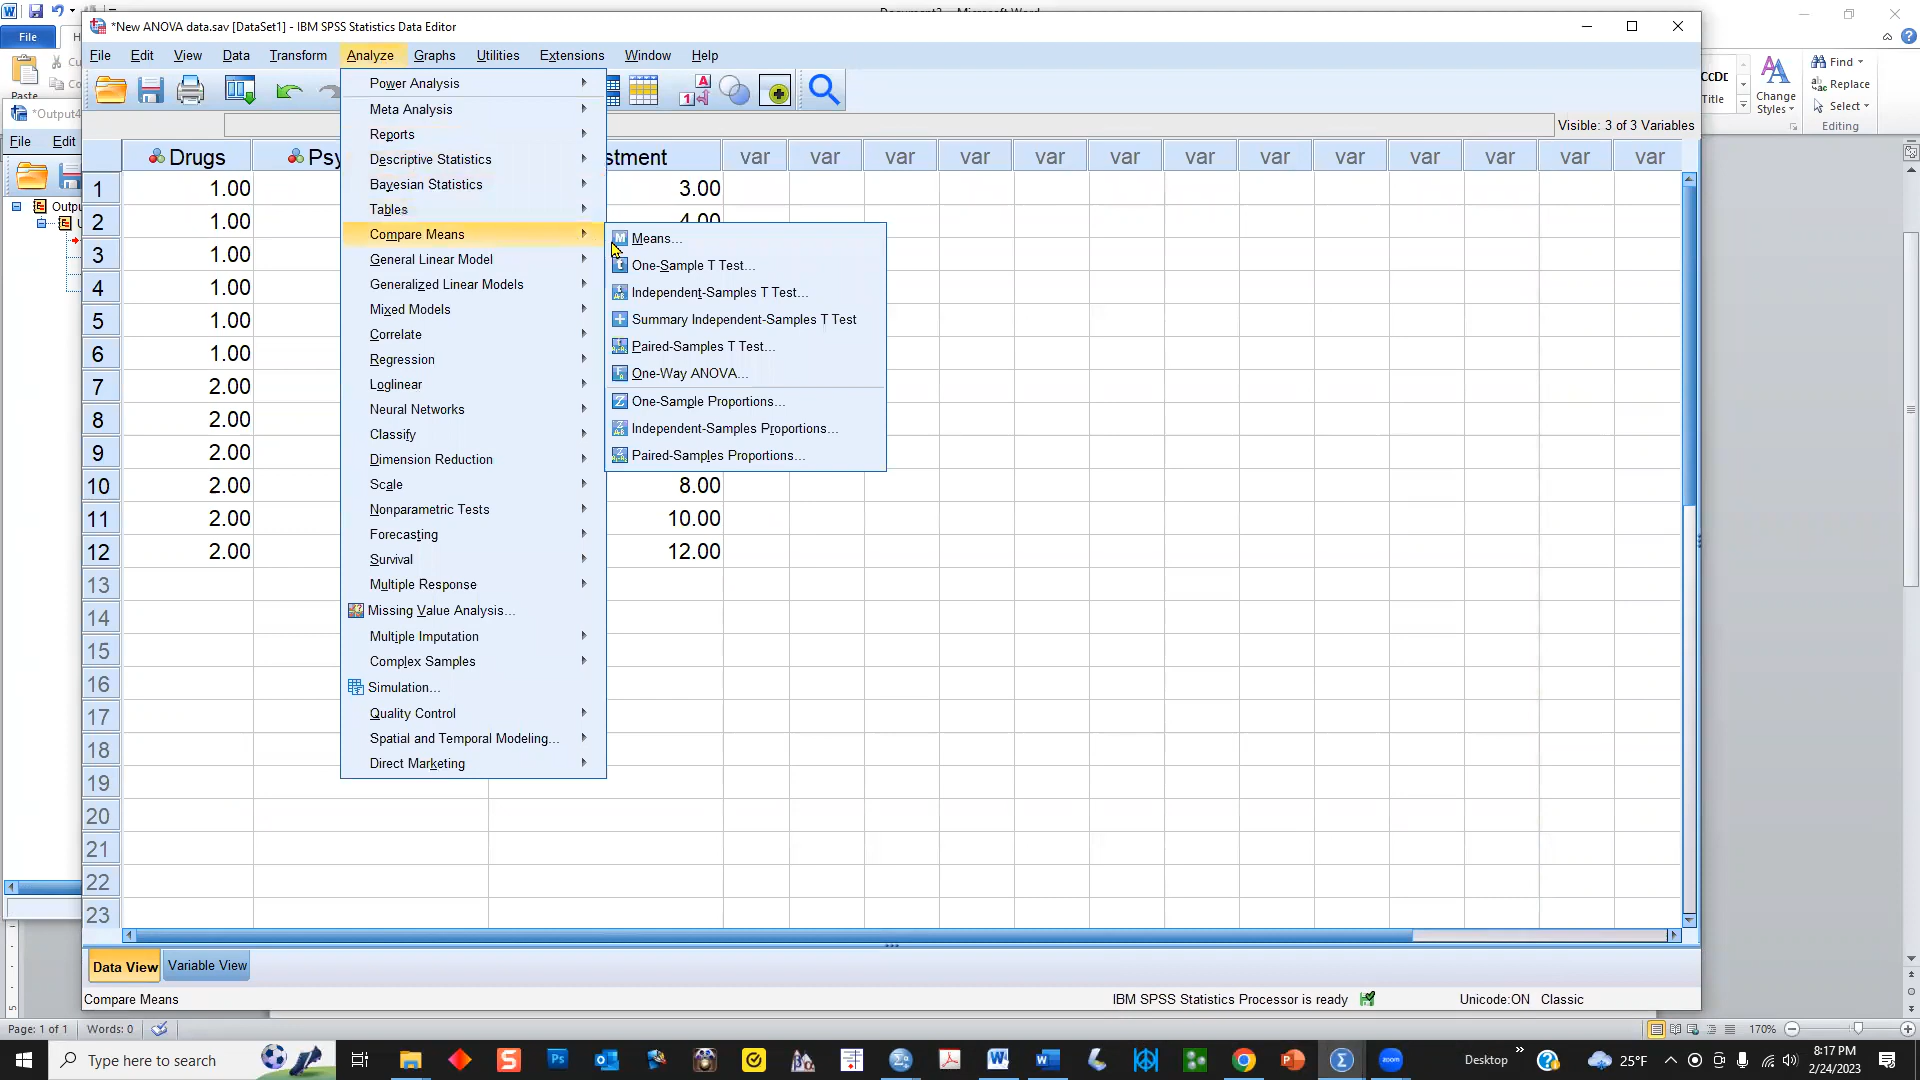 Document3 - Microsoft Word
*New ANOVA data.sav [DataSet1] - IBM SPSS Statistics Data Editor
File Edit View Data Transform Analyze Graphs Utilities Extensions Window Help
File
Paste
Title
Change
Styles
Find
Replace
Select
Editing
*Output4
File Edit
Visible: 3 of 3 Variables
Drugs
stment
var var var var var var var var var var var var var
1 1.00 3.00
2 1.00 4.00
3 1.00
4 1.00
5 1.00
6 1.00
7 2.00
8 2.00
9 2.00
10 2.00 8.00
11 2.00 10.00
12 2.00 12.00
13
14
15
16
17
18
19
20
21
22
23
Power Analysis
Meta Analysis
Reports
Descriptive Statistics
Bayesian Statistics
Tables
Compare Means
General Linear Model
Generalized Linear Models
Mixed Models
Correlate
Regression
Loglinear
Neural Networks
Classify
Dimension Reduction
Scale
Nonparametric Tests
Forecasting
Survival
Multiple Response
Missing Value Analysis...
Multiple Imputation
Complex Samples
Simulation...
Quality Control
Spatial and Temporal Modeling...
Direct Marketing
Means...
One-Sample T Test...
Independent-Samples T Test...
Summary Independent-Samples T Test
Paired-Samples T Test...
One-Way ANOVA...
One-Sample Proportions...
Independent-Samples Proportions...
Paired-Samples Proportions...
Data View Variable View
Compare Means
IBM SPSS Statistics Processor is ready
Unicode:ON Classic
Page: 1 of 1 Words: 0
170%
Type here to search
Desktop
25°F
8:17 PM
2/24/2023